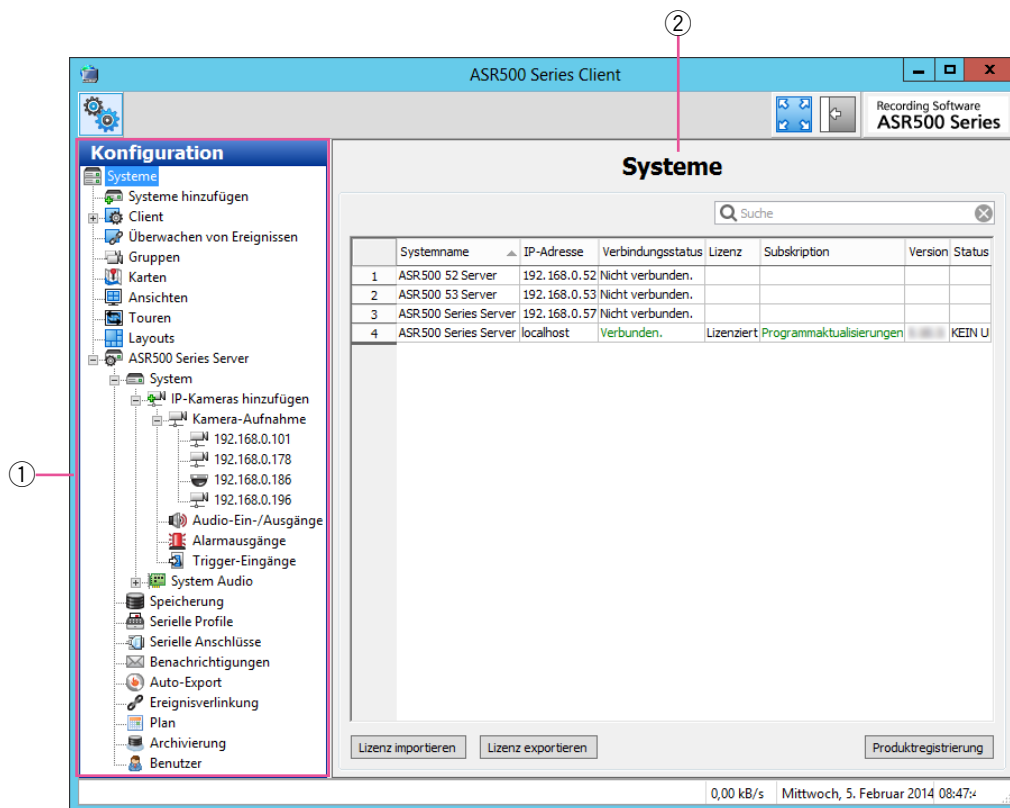 ②
ASR500 Series Client
Recording Software
ASR500 Series
①
Konfiguration
Systeme
Systeme hinzufügen
Client
Überwachen von Ereignissen
Gruppen
Karten
Ansichten
Touren
Layouts
ASR500 Series Server
System
IP-Kameras hinzufügen
Kamera-Aufnahme
192.168.0.101
192.168.0.178
192.168.0.186
192.168.0.196
Audio-Ein-/Ausgänge
Alarmausgänge
Trigger-Eingänge
System Audio
Speicherung
Serielle Profile
Serielle Anschlüsse
Benachrichtigungen
Auto-Export
Ereignisverlinkung
Plan
Archivierung
Benutzer
Systeme
Suche
Systemname IP-Adresse Verbindungsstatus Lizenz Subskription Version Status
1 ASR500 52 Server 192.168.0.52 Nicht verbunden.
2 ASR500 53 Server 192.168.0.53 Nicht verbunden.
3 ASR500 Series Server 192.168.0.57 Nicht verbunden.
4 ASR500 Series Server localhost Verbunden. Lizenziert Programmaktualisierungen KEIN U
Lizenz importieren Lizenz exportieren Produktregistrierung
0,00 kB/s Mittwoch, 5. Februar 2014 08:47: